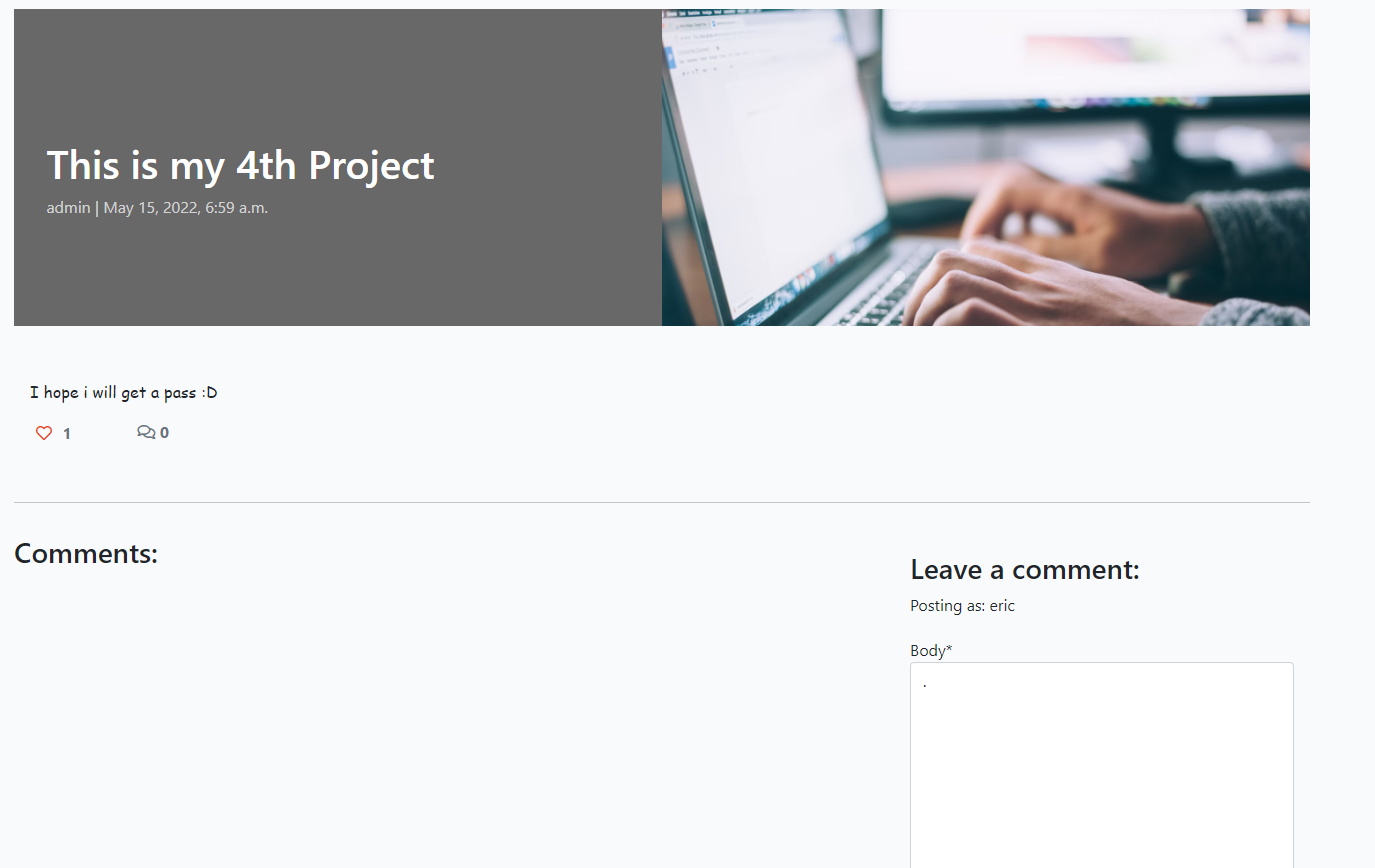 This is my 4th Project
admin | May 15, 2022, 6:59 a.m.
I hope i will get a pass :D
1 0
Comments:
Leave a comment:
Posting as: eric
Body*
.